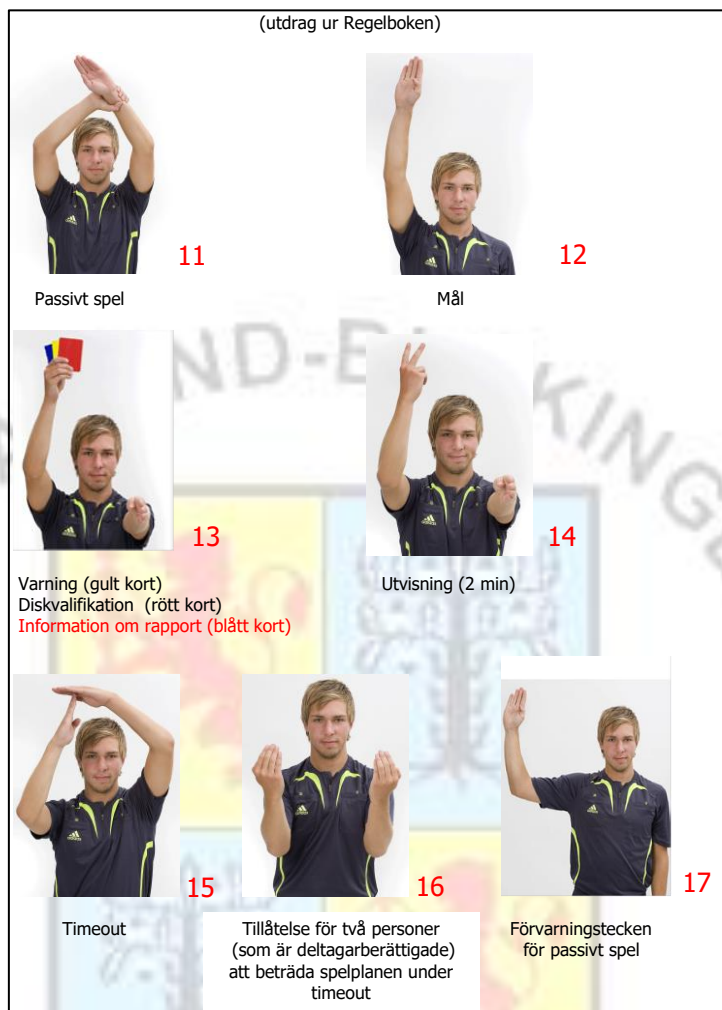 (utdrag ur Regelboken)
11
12
Passivt spel
Mål
13
14
Varning (gult kort)
Diskvalifikation (rött kort)
Information om rapport (blått kort)
Utvisning (2 min)
15
16
17
Timeout
Tillåtelse för två personer
(som är deltagarberättigade)
att beträda spelplanen under
timeout
Förvarningstecken
för passivt spel
adidas